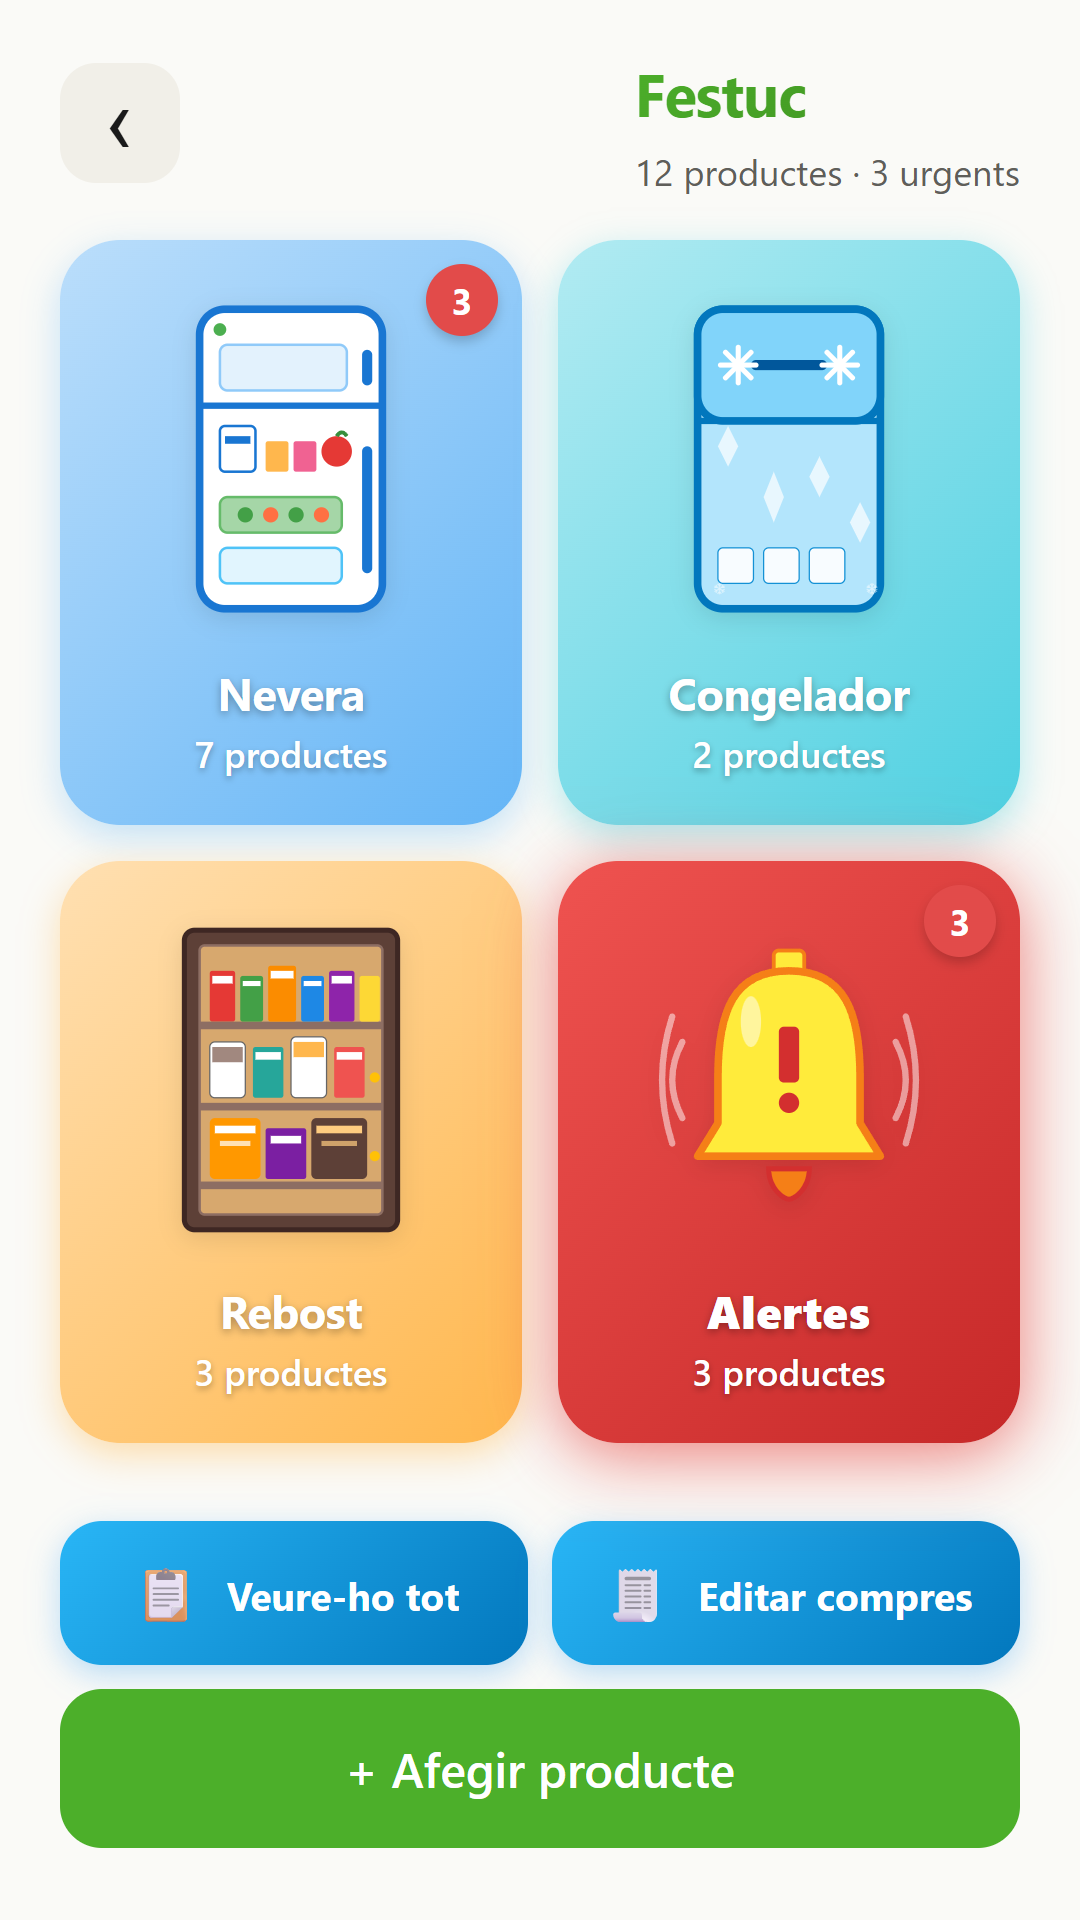 Festuc
12 productes · 3 urgents
3
Nevera
7 productes
Congelador
2 productes
3
Rebost
3 productes
Alertes
3 productes
Veure-ho tot
Editar compres
+ Afegir producte